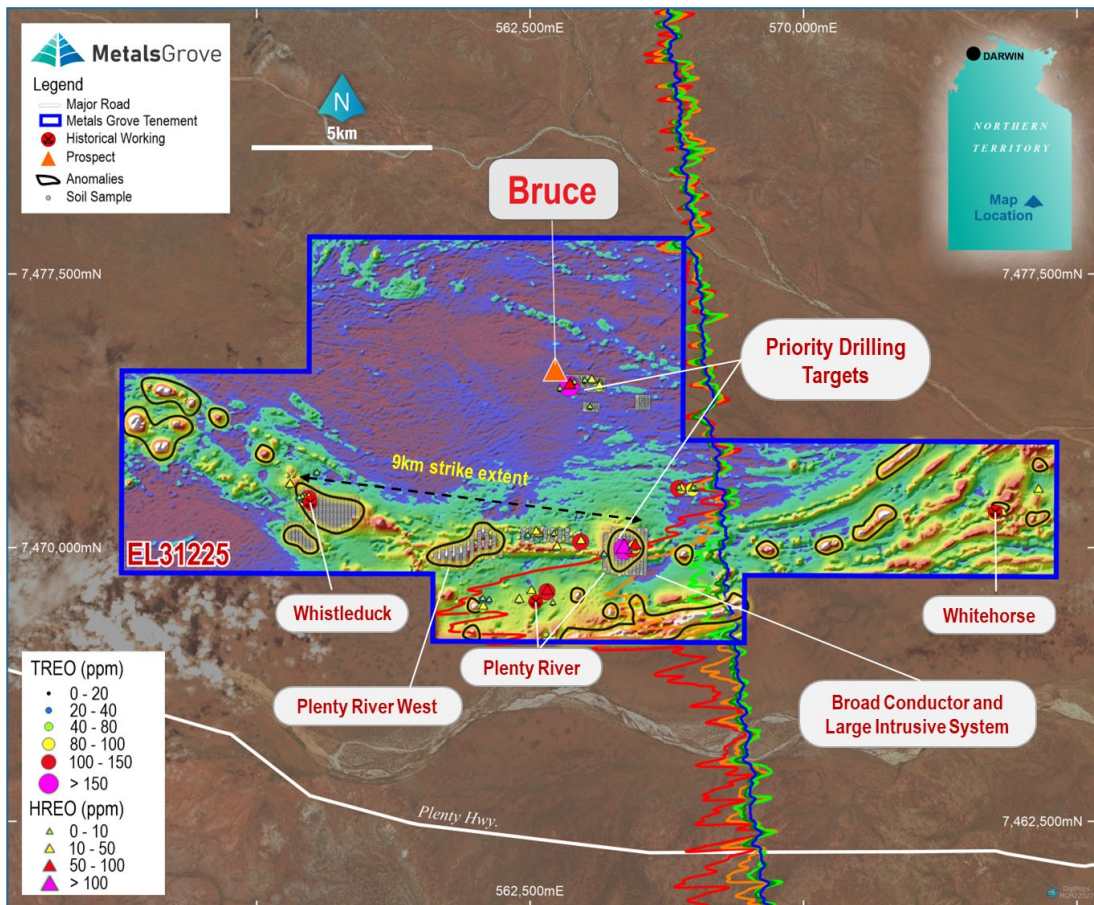 562,500mE
570,000mE
MetalsGrove
Legend
Major Road
Metals Grove Tenement
Historical Working
Prospect
Anomalies
Soil Sample
N
5km
DARWIN
NORTHERN
TERRITORY
Map
Location
Bruce
7,477,500mN
7,477,500mN
Priority Drilling
Targets
9km strike extent
7,470,000mN
7,470,000mN
EL31225
Whistleduck
Whitehorse
Plenty River
Plenty River West
Broad Conductor and
Large Intrusive System
TREO (ppm)
0 - 20
20 - 40
40 - 80
80 - 100
100 - 150
> 150
HREO (ppm)
0 - 10
10 - 50
50 - 100
> 100
Plenty Hwy.
7,462,500mN
562,500mE